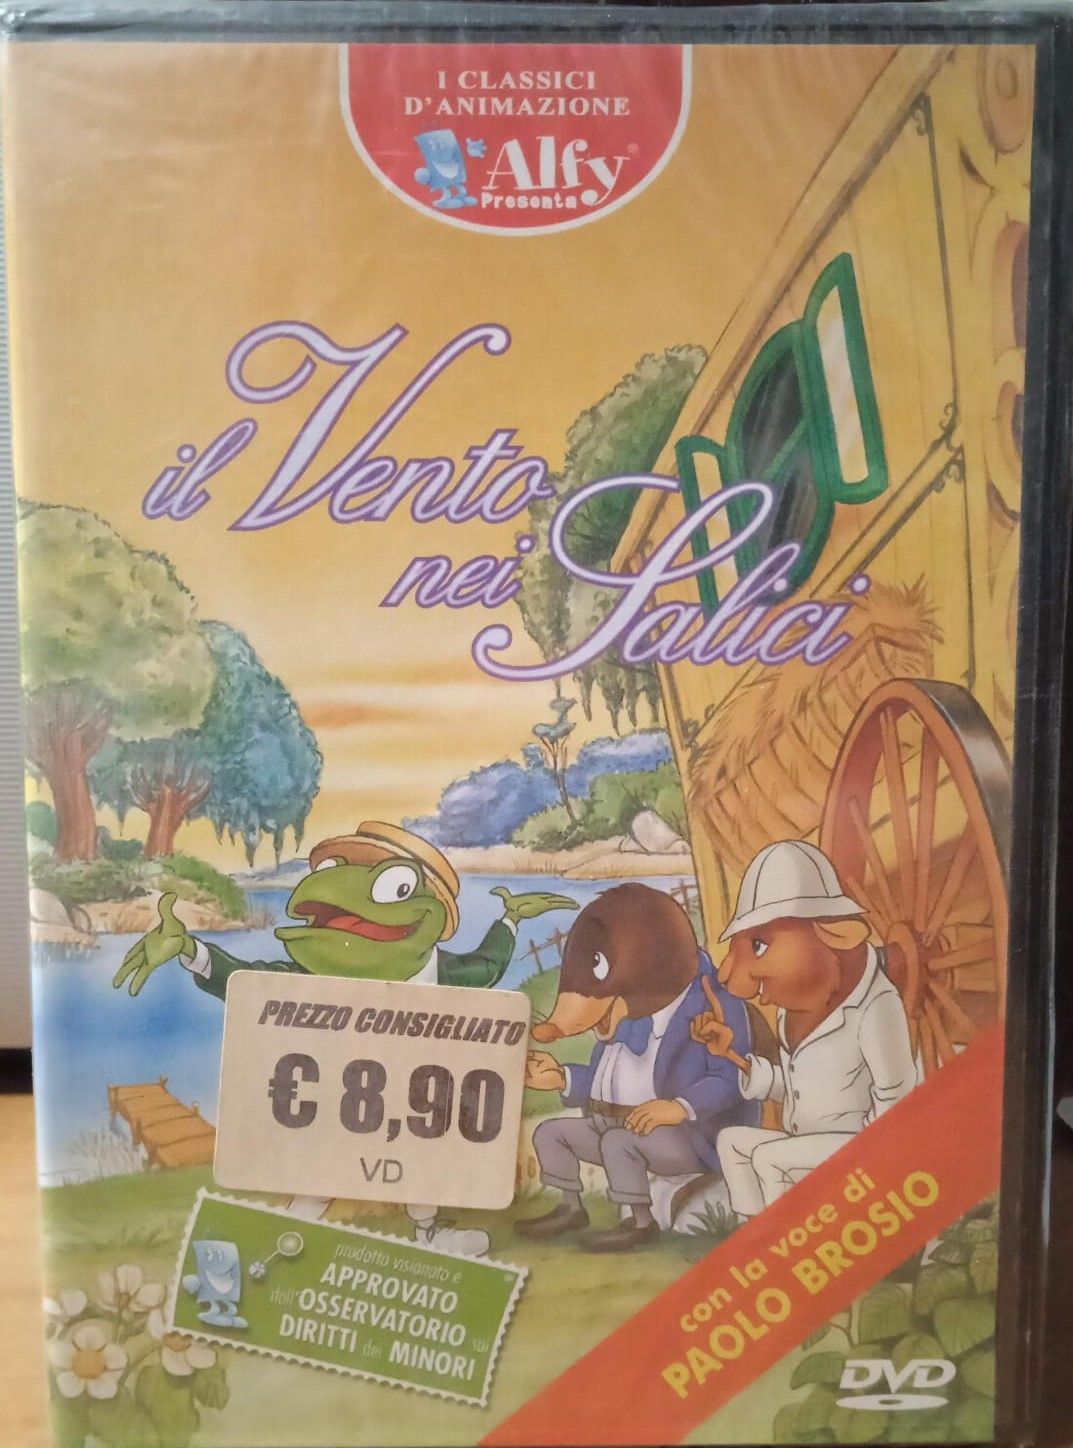 I CLASSICI
D'ANIMAZIONE
Alfy®
Presenta
il Vento
nei Salici
PREZZO CONSIGLIATO
€ 8,90
VD
prodotto visionato e
APPROVATO
dall'OSSERVATORIO sui
DIRITTI dei MINORI
con la voce di
PAOLO BROSIO
DVD